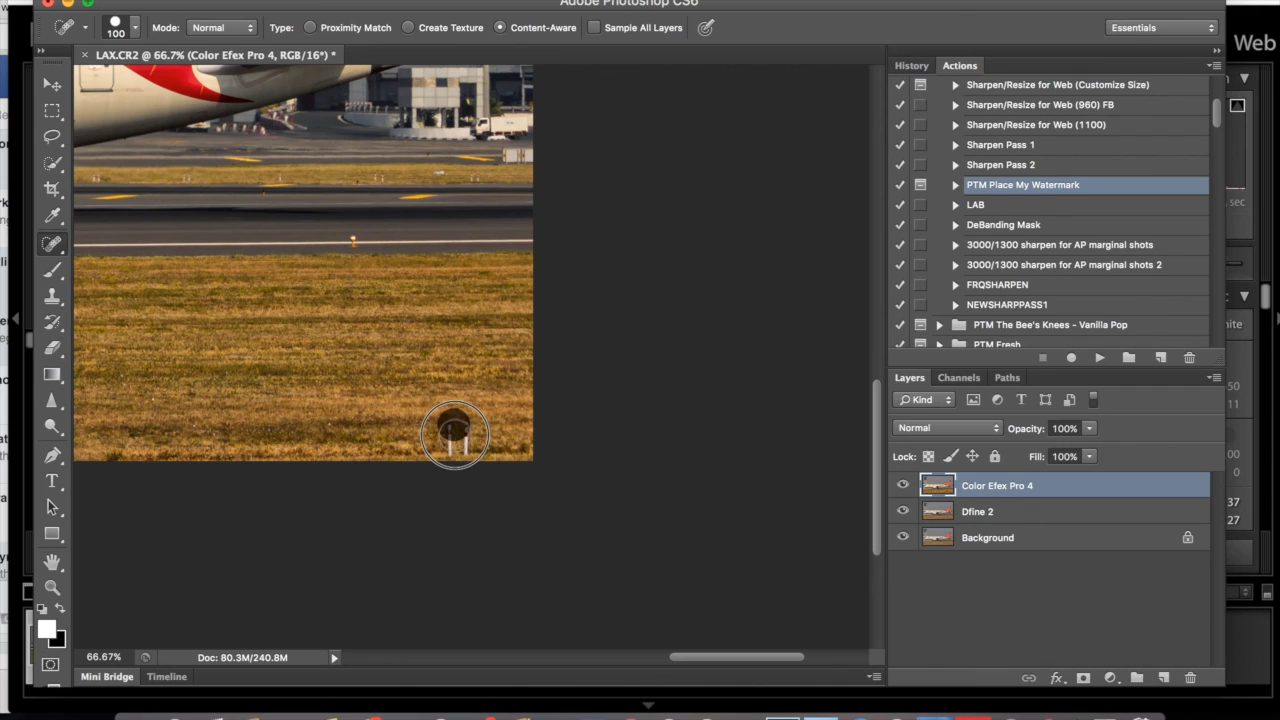 Adobe Photoshop CS6
100
Mode: Normal
Type: Proximity Match
Create Texture
Content-Aware
Sample All Layers
Essentials
Web
× LAX.CR2 @ 66.7% (Color Efex Pro 4, RGB/16*) *
History
Actions
Sharpen/Resize for Web (Customize Size)
Sharpen/Resize for Web (960) FB
Sharpen/Resize for Web (1100)
Sharpen Pass 1
Sharpen Pass 2
PTM Place My Watermark
LAB
DeBanding Mask
3000/1300 sharpen for AP marginal shots
3000/1300 sharpen for AP marginal shots 2
FRQSHARPEN
NEWSHARPPASS1
PTM The Bee's Knees - Vanilla Pop
PTM Fresh
Layers
Channels
Paths
Kind
Normal
Opacity: 100%
Lock:
Fill: 100%
Color Efex Pro 4
Dfine 2
Background
sec
37
27
66.67%
Doc: 80.3M/240.8M
Mini Bridge
Timeline